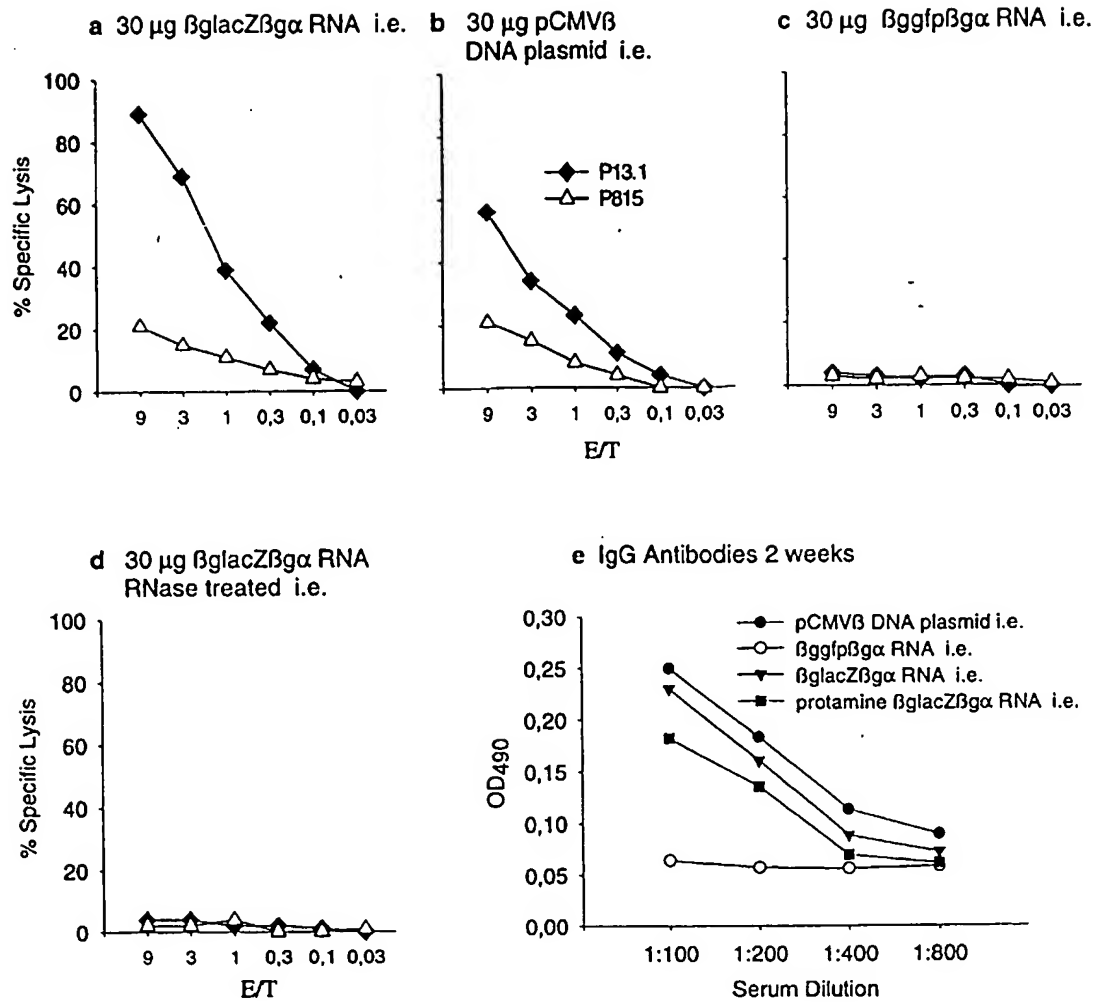 a 30 µg ßglacZßgα RNA i.e.
b 30 µg pCMVß
DNA plasmid i.e.
c 30 µg ßggfpßgα RNA i.e.
100
80
60
40
20
0
% Specific Lysis
P13.1
P815
9 3 1 0,3 0,1 0,03
9 3 1 0,3 0,1 0,03
9 3 1 0,3 0,1 0,03
E/T
d 30 µg ßglacZßgα RNA
RNase treated i.e.
100
80
60
40
20
0
% Specific Lysis
9 3 1 0,3 0,1 0,03
E/T
e IgG Antibodies 2 weeks
0,30
0,25
0,20
0,15
0,10
0,05
0,00
OD490
pCMVß DNA plasmid i.e.
ßggfpßgα RNA i.e.
ßglacZßgα RNA i.e.
protamine ßglacZßgα RNA i.e.
1:100 1:200 1:400 1:800
Serum Dilution